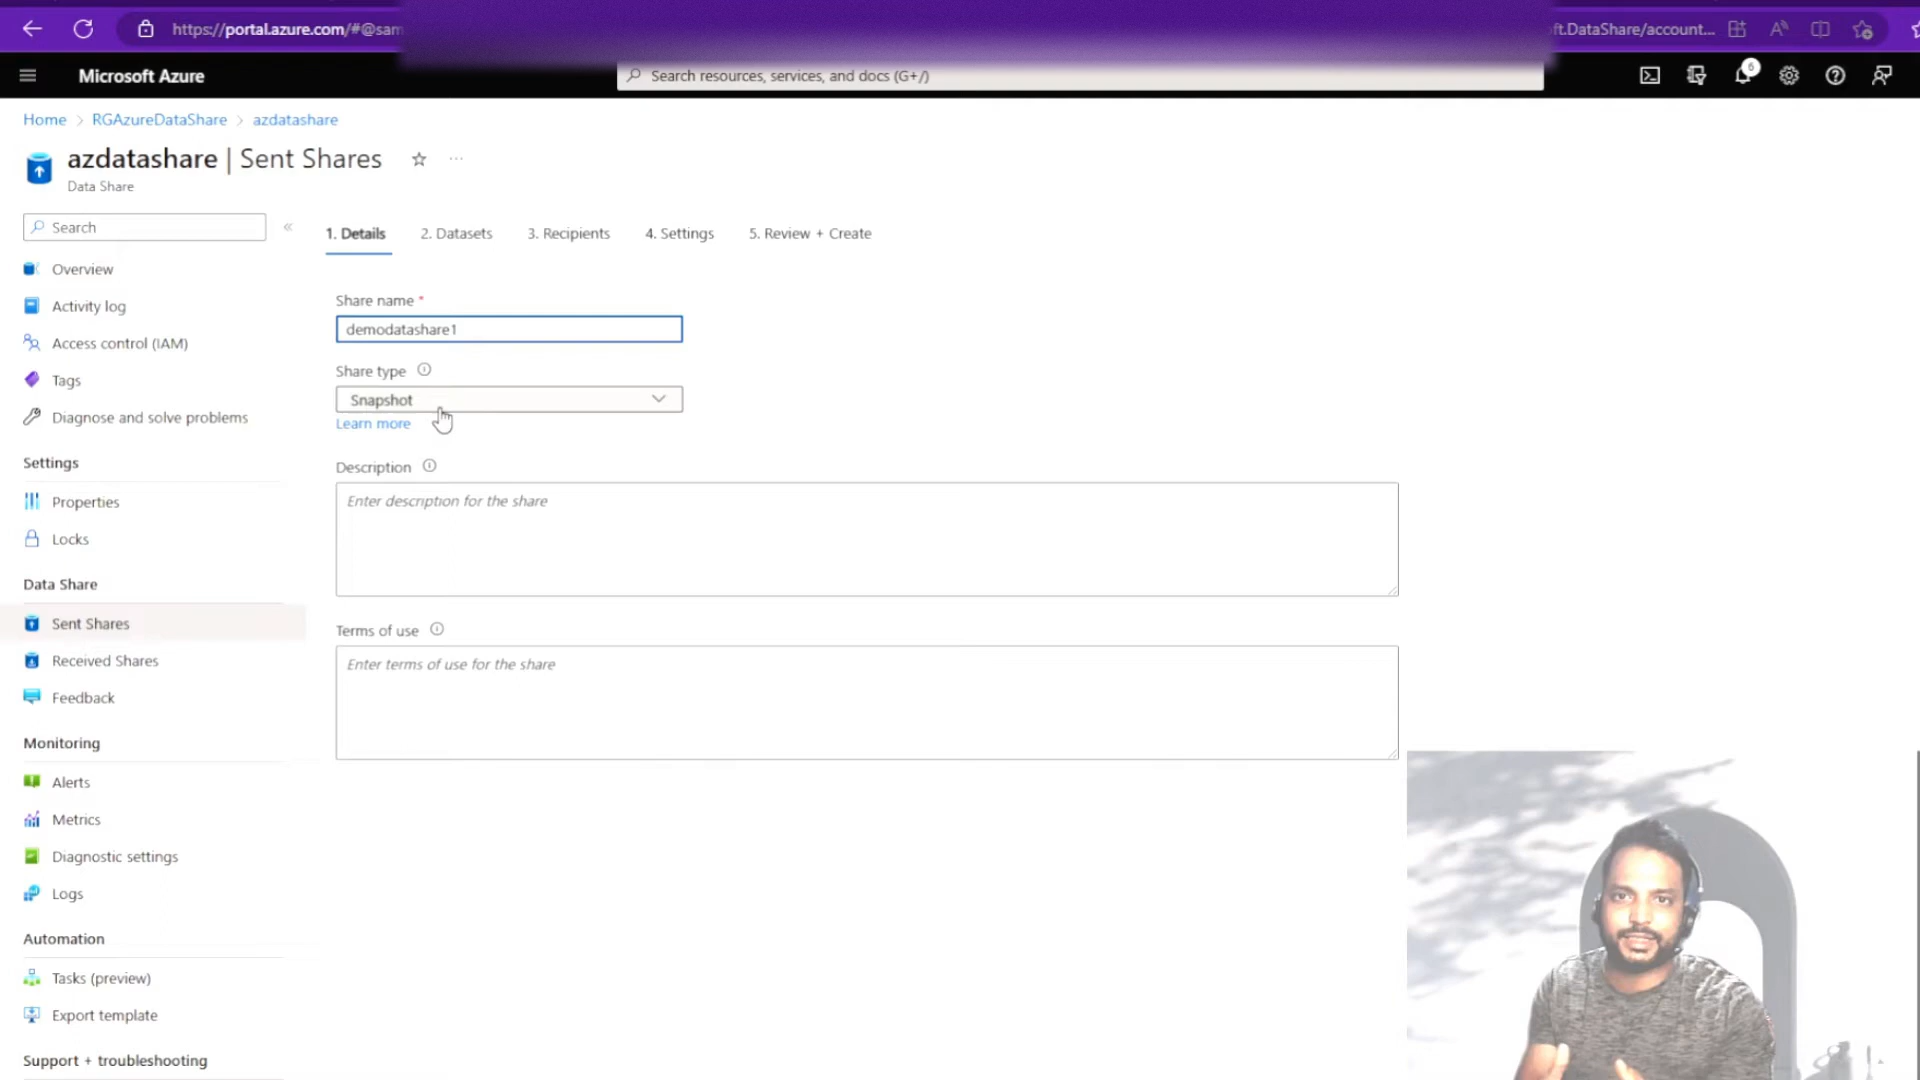 https://portal.azure.com/#@sam
ft.DataShare/account...
Microsoft Azure
Search resources, services, and docs (G+/)
6
Home > RGAzureDataShare > azdatashare
azdatashare | Sent Shares
Data Share
Search
Overview
Activity log
Access control (IAM)
Tags
Diagnose and solve problems
Settings
Properties
Locks
Data Share
Sent Shares
Received Shares
Feedback
Monitoring
Alerts
Metrics
Diagnostic settings
Logs
Automation
Tasks (preview)
Export template
Support + troubleshooting
1. Details 2. Datasets 3. Recipients 4. Settings 5. Review + Create
Share name *
demodatashare1
Share type
Snapshot
Learn more
Description
Enter description for the share
Terms of use
Enter terms of use for the share